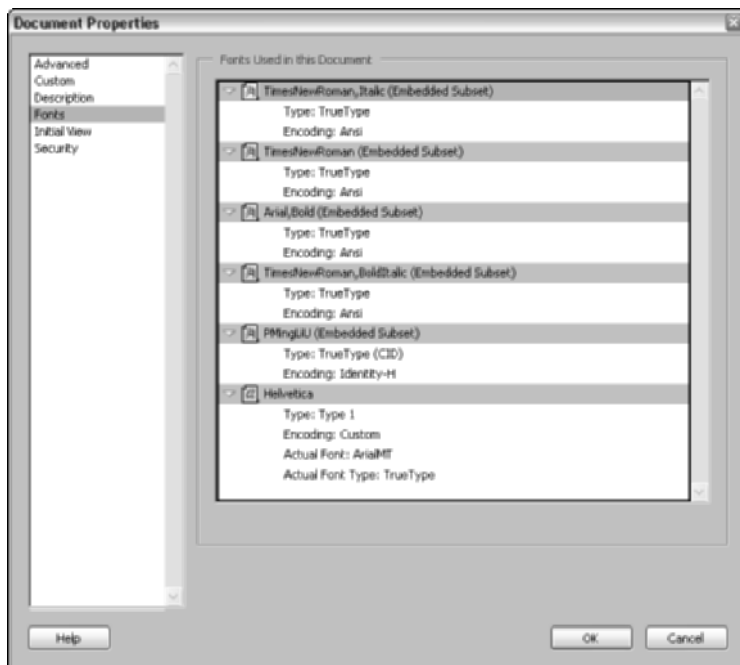 Document Properties
Advanced
Custom
Description
Fonts
Initial View
Security
Fonts Used in this Document
TimesNewRoman,Italic (Embedded Subset)
Type: TrueType
Encoding: Ansi
TimesNewRoman (Embedded Subset)
Type: TrueType
Encoding: Ansi
Arial,Bold (Embedded Subset)
Type: TrueType
Encoding: Ansi
TimesNewRoman,BoldItalic (Embedded Subset)
Type: TrueType
Encoding: Ansi
PMingLiU (Embedded Subset)
Type: TrueType (CID)
Encoding: Identity-H
Helvetica
Type: Type 1
Encoding: Custom
Actual Font: ArialMT
Actual Font Type: TrueType
Help
OK
Cancel